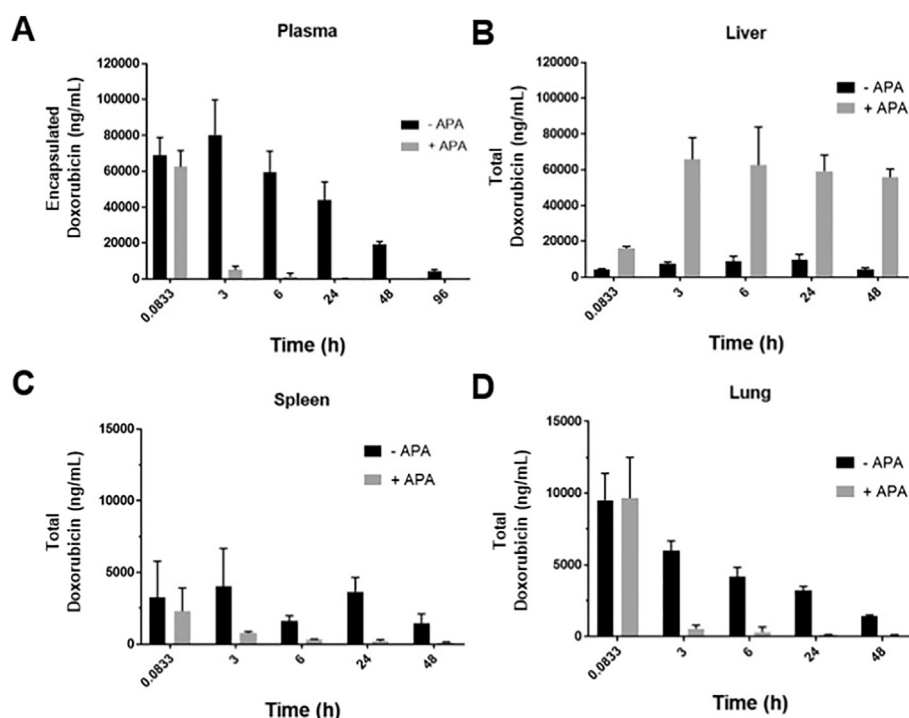 A
Plasma
Encapsulated
Doxorubicin (ng/mL)
120000
100000
80000
60000
40000
20000
0
- APA
+ APA
0.0833
3
6
24
48
96
Time (h)
B
Liver
Total
Doxorubicin (ng/mL)
120000
100000
80000
60000
40000
20000
0
- APA
+ APA
0.0833
3
6
24
48
Time (h)
C
Spleen
Total
Doxorubicin (ng/mL)
15000
10000
5000
0
- APA
+ APA
0.0833
3
6
24
48
Time (h)
D
Lung
Total
Doxorubicin (ng/mL)
15000
10000
5000
0
- APA
+ APA
0.0833
3
6
24
48
Time (h)